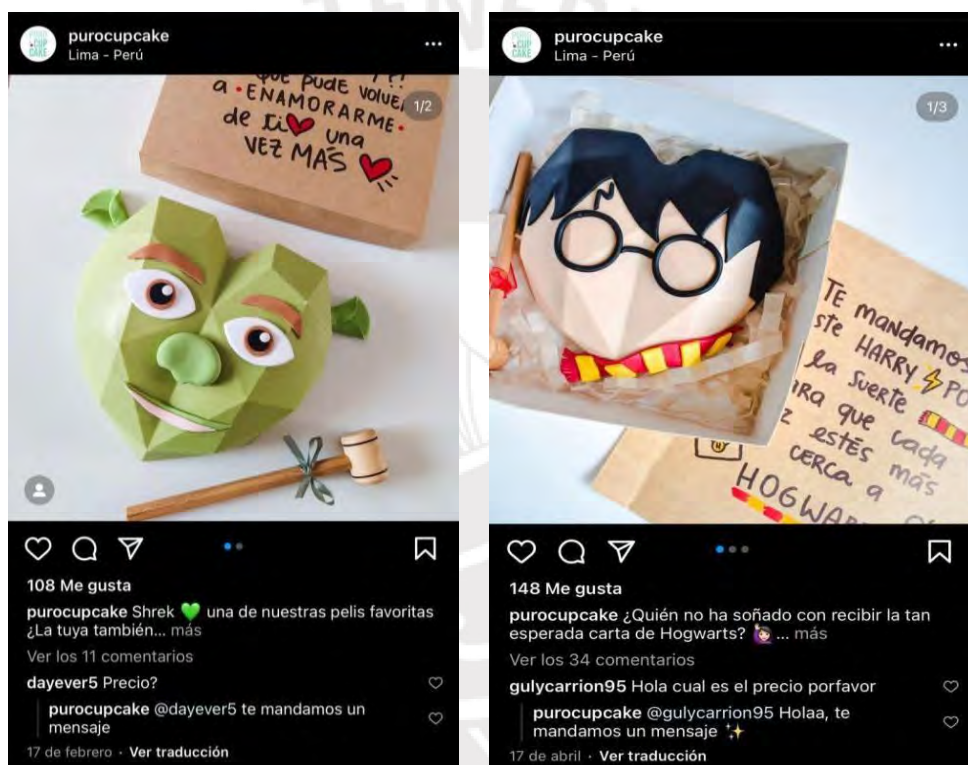 purocupcake
Lima - Perú
1/2
QUE PUDE VOLVER
a • ENAMORARME •
de ti una
VEZ MÁS
108 Me gusta
purocupcake Shrek 💚 una de nuestras pelis favoritas
¿La tuya también... más
Ver los 11 comentarios
dayever5 Precio?
purocupcake @dayever5 te mandamos un
mensaje
17 de febrero · Ver traducción
purocupcake
Lima - Perú
1/3
TE maNdamos
HARRY
la SUERTE
que cada
estés más
CERCA a
148 Me gusta
purocupcake ¿Quién no ha soñado con recibir la tan
esperada carta de Hogwarts? 🙋🏻‍♀️... más
Ver los 34 comentarios
gulycarrion95 Hola cual es el precio porfavor
purocupcake @gulycarrion95 Holaa, te
mandamos un mensaje ✨
17 de abril · Ver traducción